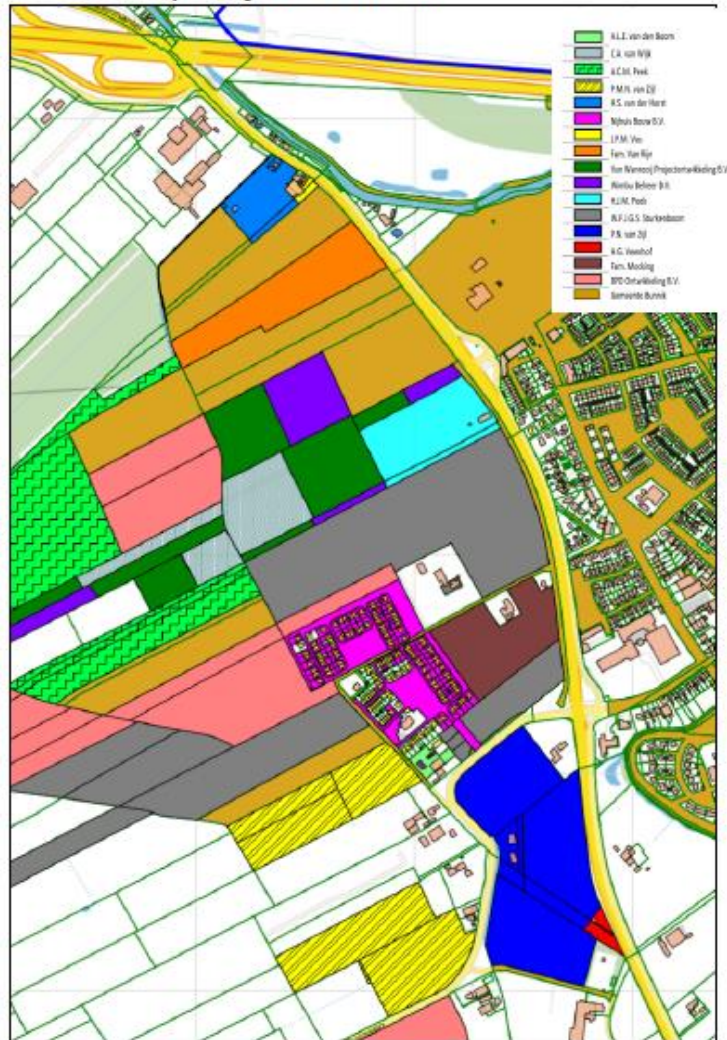 A.L.E. van den Boom
C.A. van Wijk
A.C.M. Peek
P.M.N. van Zijl
A.S. van der Horst
Nijhuis Bouw B.V.
J.P.M. Vos
Fam. Van Rijn
Van Wanrooij Projectontwikkeling B.V.
Wimbu Beheer B.V.
H.J.M. Peek
W.F.J.G.S. Sturkenboom
P.N. van Zijl
A.G. Veenhof
Fam. Mocking
BPD Ontwikkeling B.V.
Gemeente Bunnik